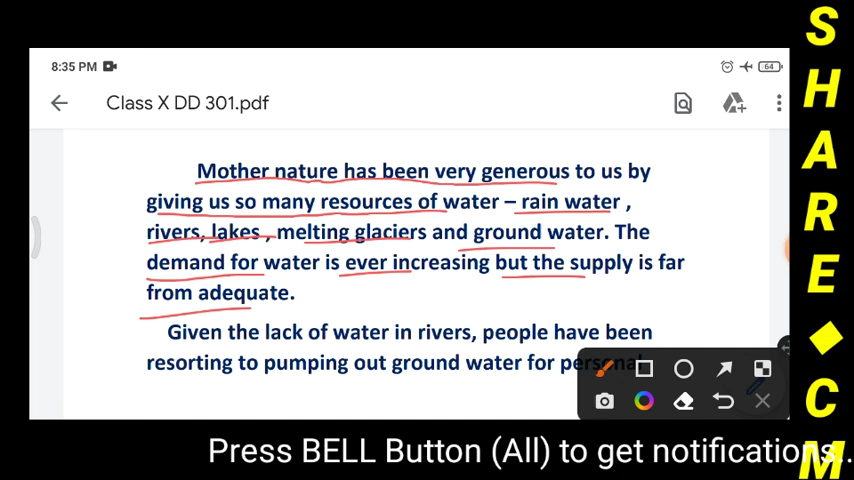 8:35 PM
64
Class X DD 301.pdf
Mother nature has been very generous to us by
giving us so many resources of water – rain water ,
rivers, lakes , melting glaciers and ground water. The
demand for water is ever increasing but the supply is far
from adequate.
Given the lack of water in rivers, people have been
resorting to pumping out ground water for personal
Press BELL Button (All) to get notifications..
SHARE ◆ CM